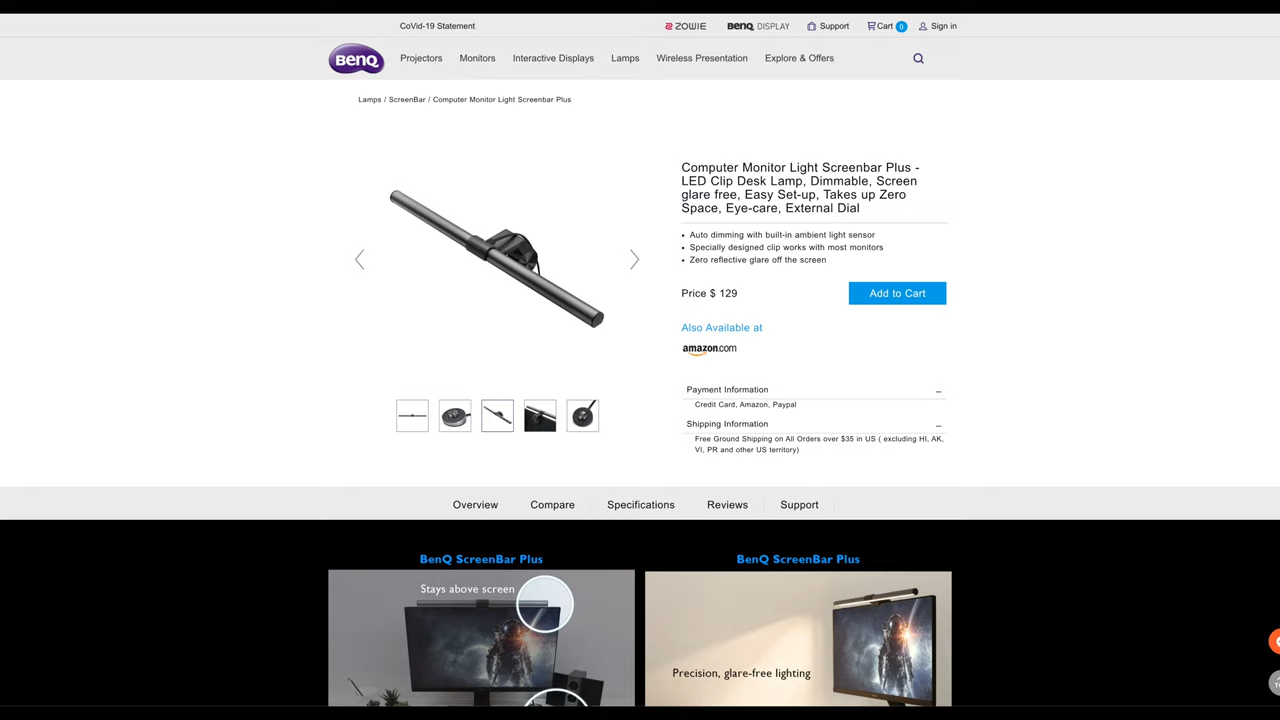 CoVid-19 Statement
ZOWIE
BenQ DISPLAY
Support
Cart 0
Sign in
BenQ
Projectors
Monitors
Interactive Displays
Lamps
Wireless Presentation
Explore & Offers
Lamps / ScreenBar / Computer Monitor Light Screenbar Plus
Computer Monitor Light Screenbar Plus -
LED Clip Desk Lamp, Dimmable, Screen
glare free, Easy Set-up, Takes up Zero
Space, Eye-care, External Dial
• Auto dimming with built-in ambient light sensor
• Specially designed clip works with most monitors
• Zero reflective glare off the screen
Price $ 129
Add to Cart
Also Available at
amazon.com
Payment Information
Credit Card, Amazon, Paypal
Shipping Information
Free Ground Shipping on All Orders over $35 in US ( excluding HI, AK,
VI, PR and other US territory)
Overview
Compare
Specifications
Reviews
Support
BenQ ScreenBar Plus
Stays above screen
BenQ ScreenBar Plus
Precision, glare-free lighting